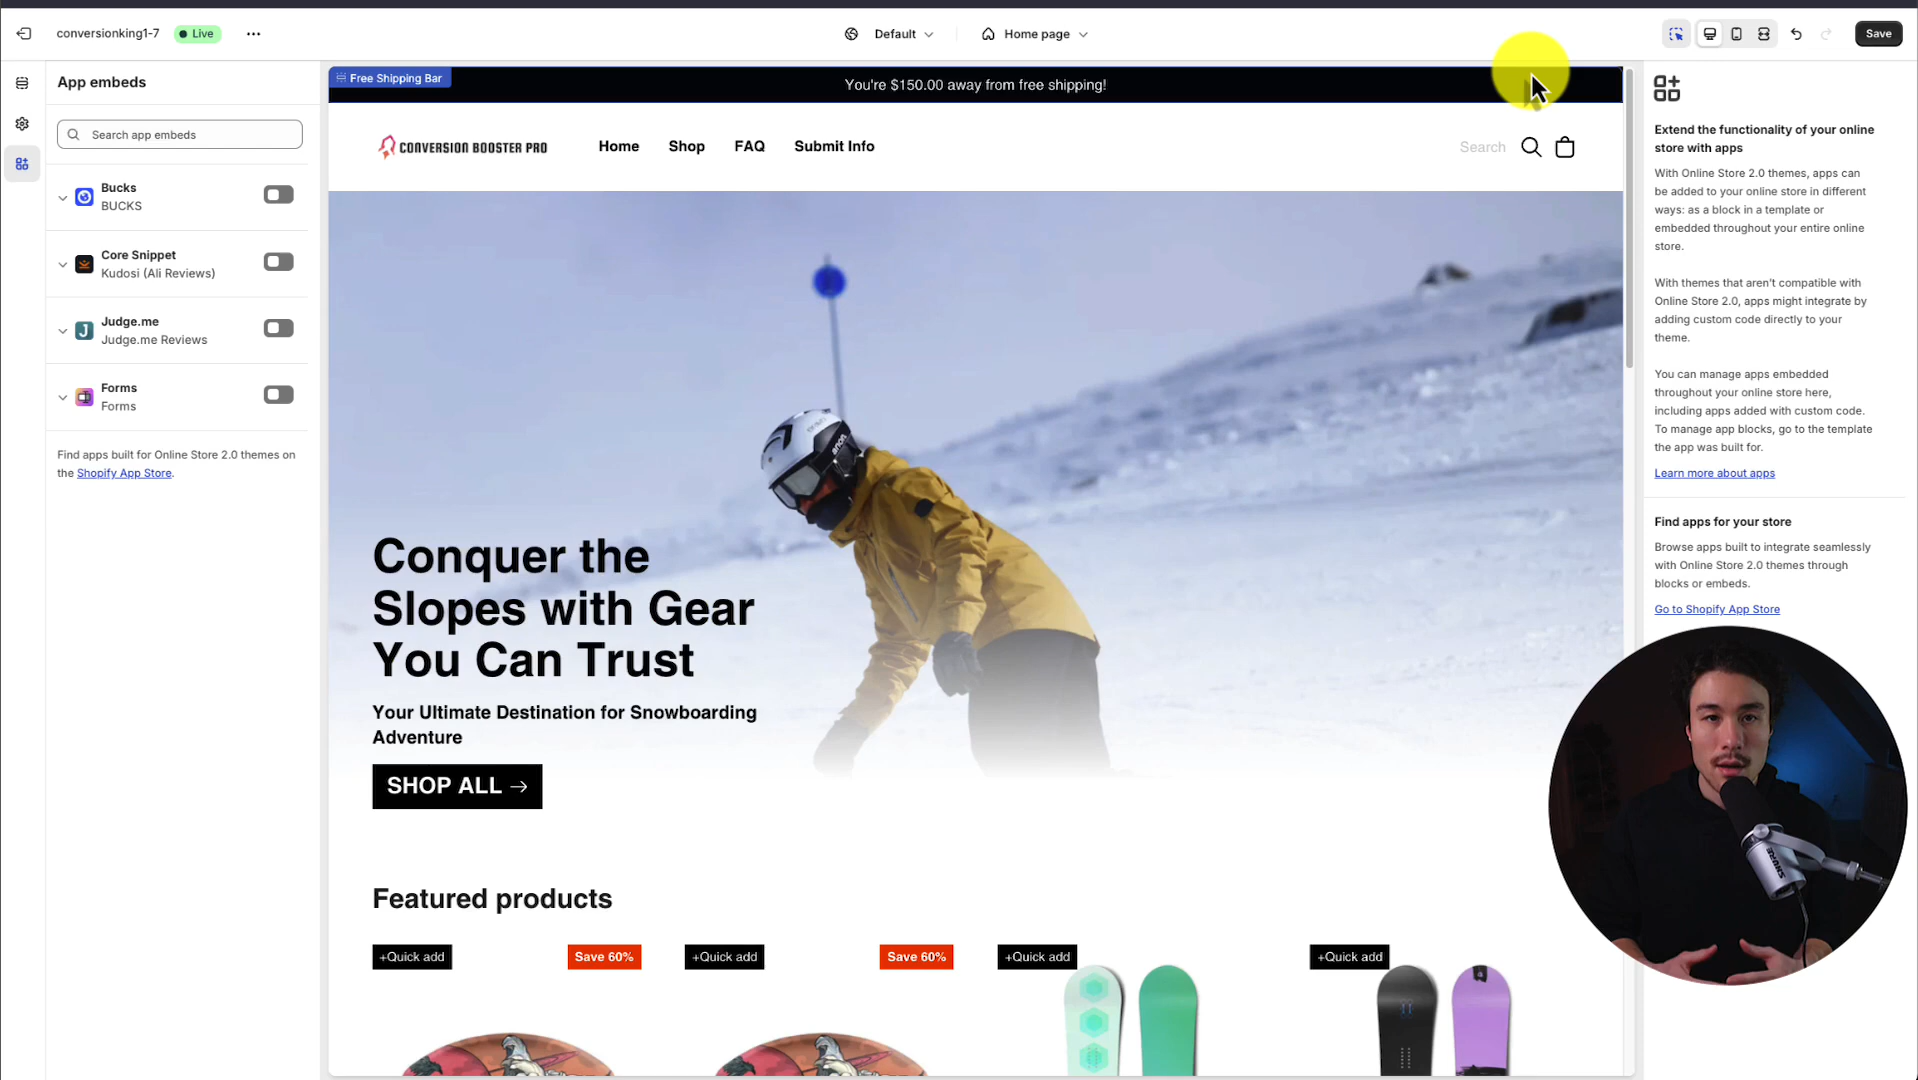 conversionking1-7
Live
Default
Home page
Save
App embeds
Search app embeds
Bucks
BUCKS
Core Snippet
Kudosi (Ali Reviews)
Judge.me
Judge.me Reviews
Forms
Forms
Find apps built for Online Store 2.0 themes on
the Shopify App Store.
Free Shipping Bar
You're $150.00 away from free shipping!
CONVERSION BOOSTER PRO
Home
Shop
FAQ
Submit Info
Search
Conquer the
Slopes with Gear
You Can Trust
Your Ultimate Destination for Snowboarding
Adventure
SHOP ALL →
Featured products
+Quick add
Save 60%
+Quick add
Save 60%
+Quick add
+Quick add
Extend the functionality of your online
store with apps
With Online Store 2.0 themes, apps can
be added to your online store in different
ways: as a block in a template or
embedded throughout your entire online
store.
With themes that aren't compatible with
Online Store 2.0, apps might integrate by
adding custom code directly to your
theme.
You can manage apps embedded
throughout your online store here,
including apps added with custom code.
To manage app blocks, go to the template
the app was built for.
Learn more about apps
Find apps for your store
Browse apps built to integrate seamlessly
with Online Store 2.0 themes through
blocks or embeds.
Go to Shopify App Store
SHURE
anon